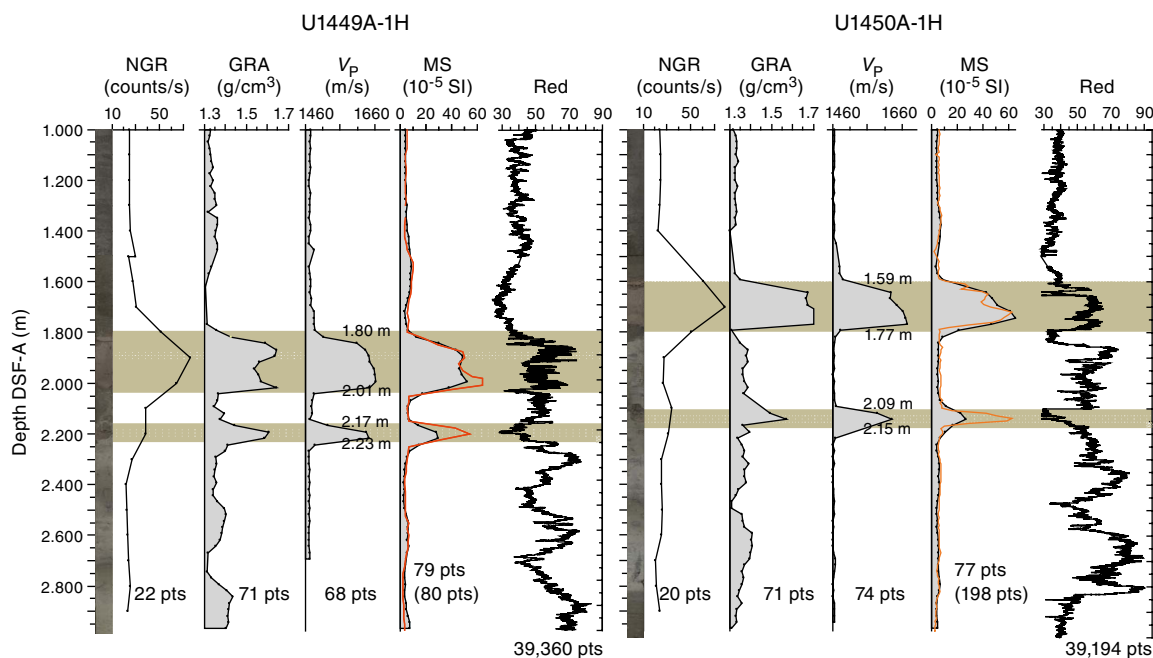 U1449A-1H
U1450A-1H
NGR
(counts/s)
GRA
(g/cm³)
VP
(m/s)
MS
(10⁻⁵ SI)
Red
NGR
(counts/s)
GRA
(g/cm³)
VP
(m/s)
MS
(10⁻⁵ SI)
Red
10 50 1.3 1.5 1.7 1460 1660 0 20 40 60 30 50 70 90
10 50 1.3 1.5 1.7 1460 1660 0 20 40 60 30 50 70 90
Depth DSF-A (m)
1.000
1.200
1.400
1.600
1.800
2.000
2.200
2.400
2.600
2.800
1.80 m
2.01 m
2.17 m
2.23 m
22 pts
71 pts
68 pts
79 pts
(80 pts)
39,360 pts
1.59 m
1.77 m
2.09 m
2.15 m
20 pts
71 pts
74 pts
77 pts
(198 pts)
39,194 pts